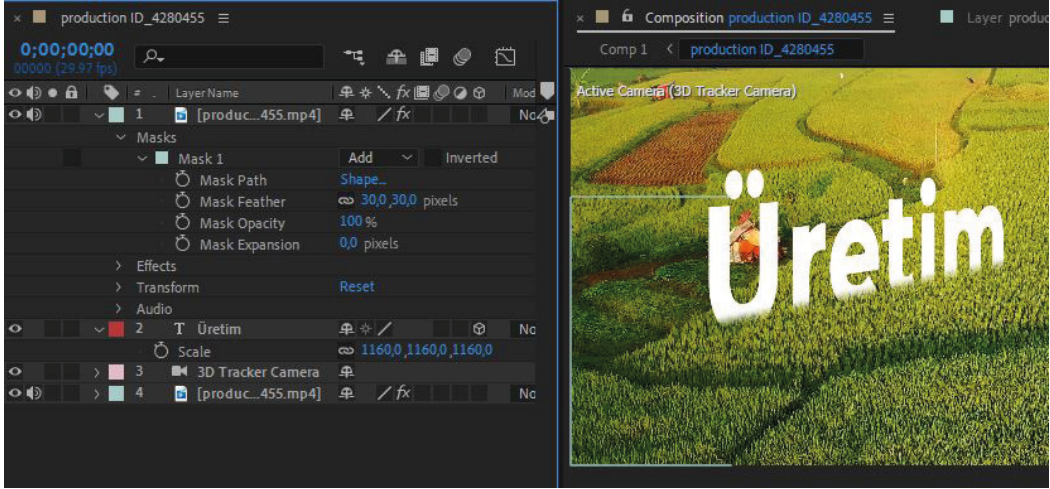 production ID_4280455
0;00;00;00
00000 (29.97 fps)
# . Layer Name fx Mod
1 [produc...455.mp4] fx No
Masks
Mask 1 Add Inverted
Mask Path Shape...
Mask Feather 30,0 ,30,0 pixels
Mask Opacity 100 %
Mask Expansion 0,0 pixels
Effects
Transform Reset
Audio
2 T Üretim No
Scale 1160,0 ,1160,0 ,1160,0
3 3D Tracker Camera
4 [produc...455.mp4] fx No
Composition production ID_4280455 Layer produc
Comp 1 production ID_4280455
Active Camera (3D Tracker Camera)
Üretim